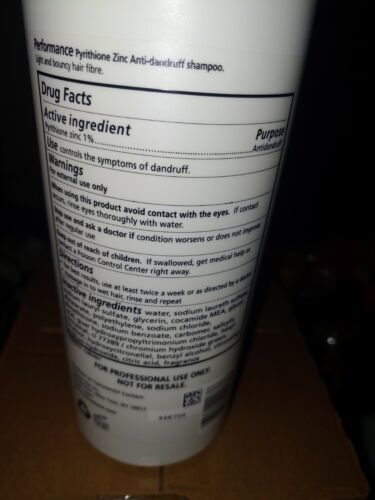 Performance Pyrithione Zinc Anti-dandruff shampoo.
light and bouncy hair fibre.
Drug Facts
Active ingredient Purpose
Pyrithione zinc 1% Antidandruff
Use controls the symptoms of dandruff.
Warnings
For external use only
When using this product avoid contact with the eyes. If contact
occurs, rinse eyes thoroughly with water.
Stop use and ask a doctor if condition worsens or does not improve
regular use
Keep out of reach of children. If swallowed, get medical help or
a Poison Control Center right away.
Directions
best results, use at least twice a week or as directed by a doctor.
in to wet hair, rinse and repeat
ingredients water, sodium laureth sulfate,
sulfate, glycerin, cocamide MEA, glycol
polyethylene, sodium chloride,
sodium benzoate, carbomer, salicylic
chloride,
77289 / chromium hydroxide green,
benzyl alcohol,
citric acid, fragrance
FOR PROFESSIONAL USE ONLY.
NOT FOR RESALE.